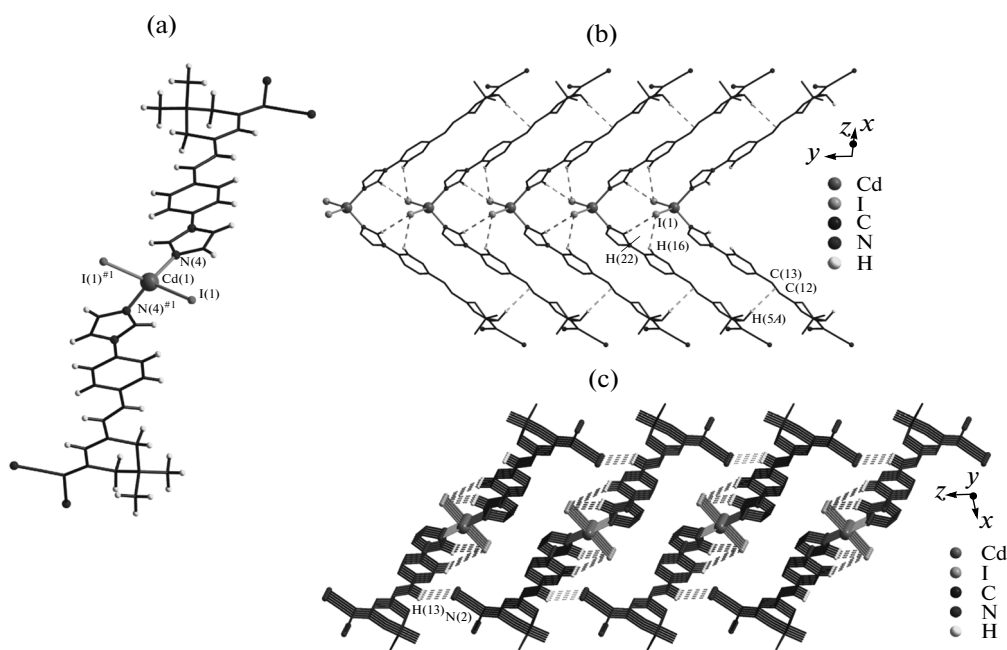 (a)
N(4)
I(1)#1
Cd(1)
N(4)#1
I(1)
(b)
z x
y
Cd
I
C
N
H
I(1)
H(16)
H(22)
C(13)
C(12)
H(5A)
(c)
y
z
x
Cd
I
C
N
H
H(13) N(2)